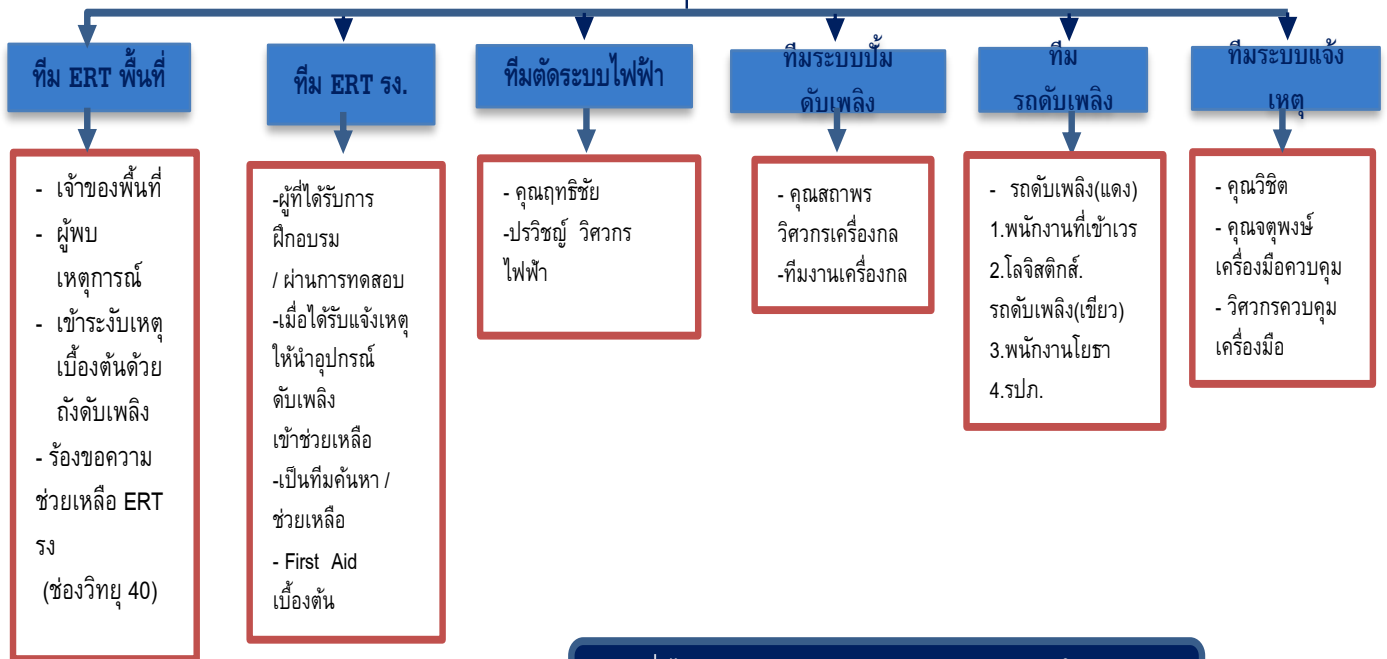 ทีม ERT พื้นที่
- เจ้าของพื้นที่
- ผู้พบ
เหตุการณ์
- เข้าระงับเหตุ
เบื้องต้นด้วย
ถังดับเพลิง
- ร้องขอความ
ช่วยเหลือ ERT
รง
(ช่องวิทยุ 40)
ทีม ERT รง.
-ผู้ที่ได้รับการ
ฝึกอบรม
/ ผ่านการทดสอบ
-เมื่อได้รับแจ้งเหตุ
ให้นำอุปกรณ์
ดับเพลิง
เข้าช่วยเหลือ
-เป็นทีมค้นหา /
ช่วยเหลือ
- First Aid
เบื้องต้น
ทีมตัดระบบไฟฟ้า
- คุณฤทธิชัย
-ปรวิชญ์ วิศวกร
ไฟฟ้า
ทีมระบบปั้ม
ดับเพลิง
- คุณสถาพร
วิศวกรเครื่องกล
-ทีมงานเครื่องกล
ทีม
รถดับเพลิง
- รถดับเพลิง(แดง)
1.พนักงานที่เข้าเวร
2.โลจิสติกส์.
รถดับเพลิง(เขียว)
3.พนักงานโยธา
4.รปภ.
ทีมระบบแจ้ง
เหตุ
- คุณวิชิต
- คุณจตุพงษ์
เครื่องมือควบคุม
- วิศวกรควบคุม
เครื่องมือ